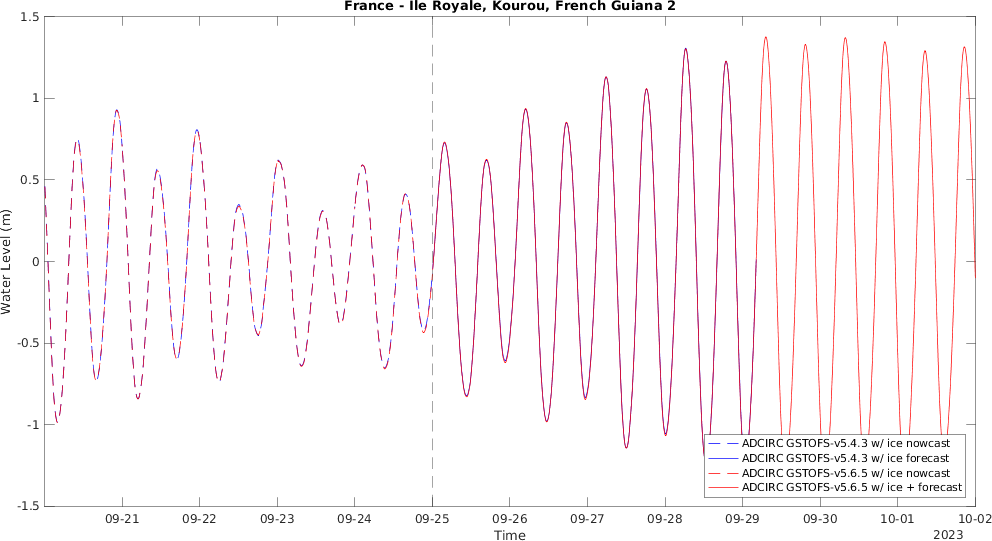 France - Ile Royale, Kourou, French Guiana 2
1.5
1
0.5
0
-0.5
-1
-1.5
Water Level (m)
09-21 09-22 09-23 09-24 09-25 09-26 09-27 09-28 09-29 09-30 10-01 10-02
Time
2023
ADCIRC GSTOFS-v5.4.3 w/ ice nowcast
ADCIRC GSTOFS-v5.4.3 w/ ice forecast
ADCIRC GSTOFS-v5.6.5 w/ ice nowcast
ADCIRC GSTOFS-v5.6.5 w/ ice + forecast